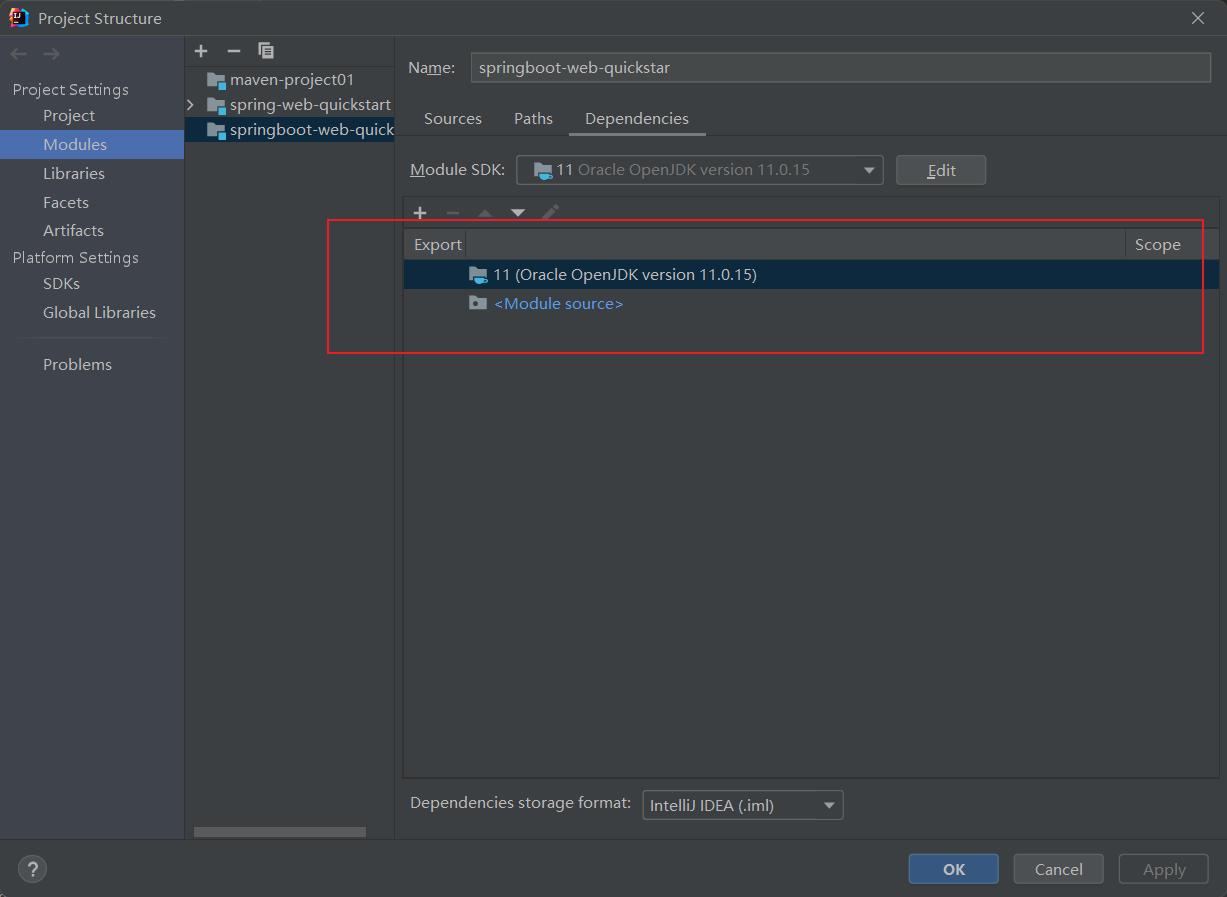 Project Structure
Project Settings
Project
Modules
Libraries
Facets
Artifacts
Platform Settings
SDKs
Global Libraries
Problems
maven-project01
spring-web-quickstart
springboot-web-quick
Name: springboot-web-quickstar
Sources Paths Dependencies
Module SDK: 11 Oracle OpenJDK version 11.0.15 Edit
Export Scope
11 (Oracle OpenJDK version 11.0.15)
<Module source>
Dependencies storage format: IntelliJ IDEA (.iml)
? OK Cancel Apply